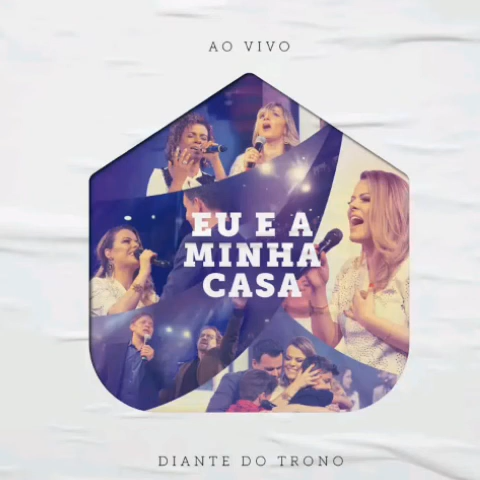 AO VIVO
EU E A
MINHA
CASA
DIANTE DO TRONO